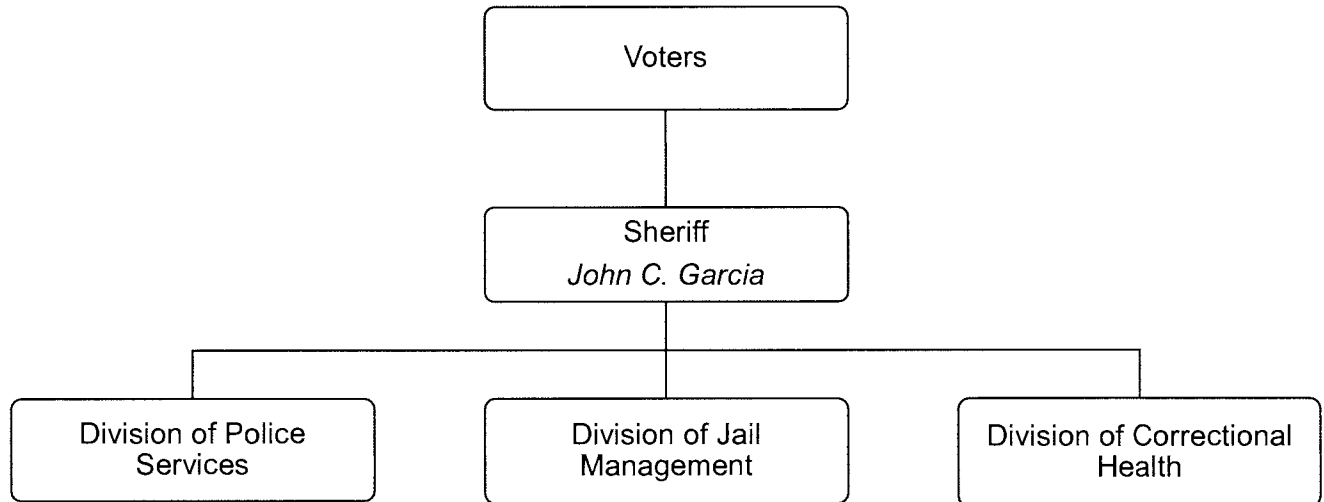 Voters
Sheriff
John C. Garcia
Division of Police
Services
Division of Jail
Management
Division of Correctional
Health